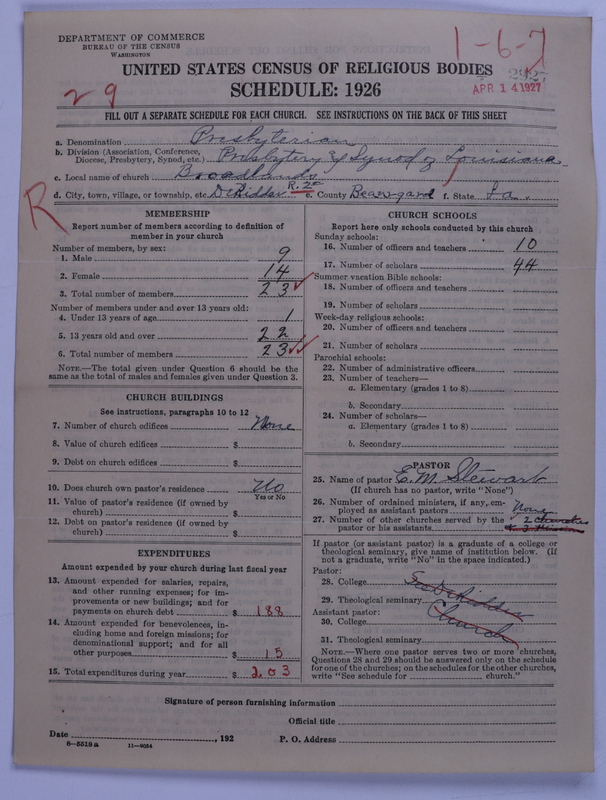 DEPARTMENT OF COMMERCE
BUREAU OF THE CENSUS
WASHINGTON
1-6-7
UNITED STATES CENSUS OF RELIGIOUS BODIES
SCHEDULE: 1926
29
APR 14 1927
FILL OUT A SEPARATE SCHEDULE FOR EACH CHURCH. SEE INSTRUCTIONS ON THE BACK OF THIS SHEET
a. Denomination Presbyterian
b. Division (Association, Conference, Diocese, Presbytery, Synod, etc.) Presbytery & Synod of Louisiana
c. Local name of church Broadlands
R
d. City, town, village, or township, etc. DeRidder R. 2 e. County Beauregard f. State La.
MEMBERSHIP
Report number of members according to definition of
member in your church
Number of members, by sex:
1. Male 9
2. Female 14
3. Total number of members 23
Number of members under and over 13 years old:
4. Under 13 years of age 1
5. 13 years old and over 22
6. Total number of members 23
NOTE.—The total given under Question 6 should be
same as the total of males and females given under Question 3.
CHURCH BUILDINGS
See instructions, paragraphs 10 to 12
7. Number of church edifices None
8. Value of church edifices $
9. Debt on church edifices $
10. Does church own pastor's residence No
Yes or No
11. Value of pastor's residence (if owned by
church) $
12. Debt on pastor's residence (if owned by
church) $
EXPENDITURES
Amount expended by your church during last fiscal year
13. Amount expended for salaries, repairs,
and other running expenses; for im-
provements or new buildings; and for
payments on church debt $ 188
14. Amount expended for benevolences, in-
cluding home and foreign missions; for
denominational support; and for all
other purposes $ 15
15. Total expenditures during year $ 203
CHURCH SCHOOLS
Report here only schools conducted by this church
Sunday schools:
16. Number of officers and teachers 10
17. Number of scholars 44
Summer vacation Bible schools:
18. Number of officers and teachers
19. Number of scholars
Week-day religious schools:
20. Number of officers and teachers
21. Number of scholars
Parochial schools:
22. Number of administrative officers
23. Number of teachers—
a. Elementary (grades 1 to 8)
b. Secondary
24. Number of scholars—
a. Elementary (grades 1 to 8)
b. Secondary
PASTOR
25. Name of pastor E. M. Stewart
(If church has no pastor, write "None")
26. Number of ordained ministers, if any, em-
ployed as assistant pastors None
27. Number of other churches served by the 2 Churches
pastor or his assistants
If pastor (or assistant pastor) is a graduate of a college or
theological seminary, give name of institution below. (If
not a graduate, write "No" in the space indicated.)
Pastor:
28. College See DeRidder
29. Theological seminary Church
Assistant pastor:
30. College
31. Theological seminary
NOTE.—Where one pastor serves two or more churches,
Questions 28 and 29 should be answered only on the schedule
for one of the churches; on the schedules for the other churches,
write "See schedule for church."
Signature of person furnishing information
Official title
Date , 192 P. O. Address
8—5518a 11—9034